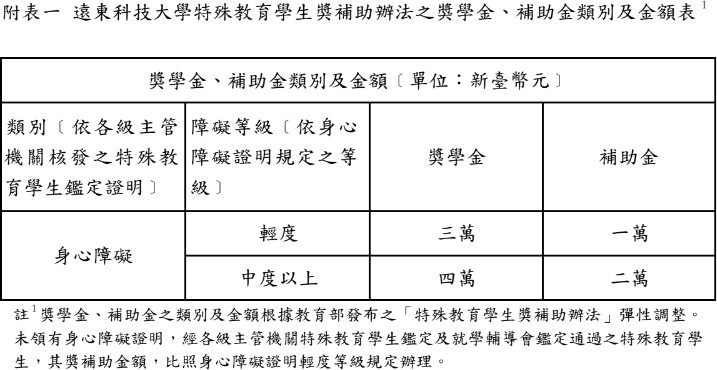 附表一 遠東科技大學特殊教育學生獎補助辦法之獎學金、補助金類別及金額表1
獎學金、補助金類別及金額〔單位：新臺幣元〕
類別〔依各級主管
機關核發之特殊教
育學生鑑定證明〕
障礙等級〔依身心
障礙證明規定之等
級〕
獎學金
補助金
身心障礙
輕度
三萬
一萬
中度以上
四萬
二萬
註1獎學金、補助金之類別及金額根據教育部發布之「特殊教育學生獎補助辦法」彈性調整。
未領有身心障礙證明，經各級主管機關特殊教育學生鑑定及就學輔導會鑑定通過之特殊教育學
生，其獎補助金額，比照身心障礙證明輕度等級規定辦理。